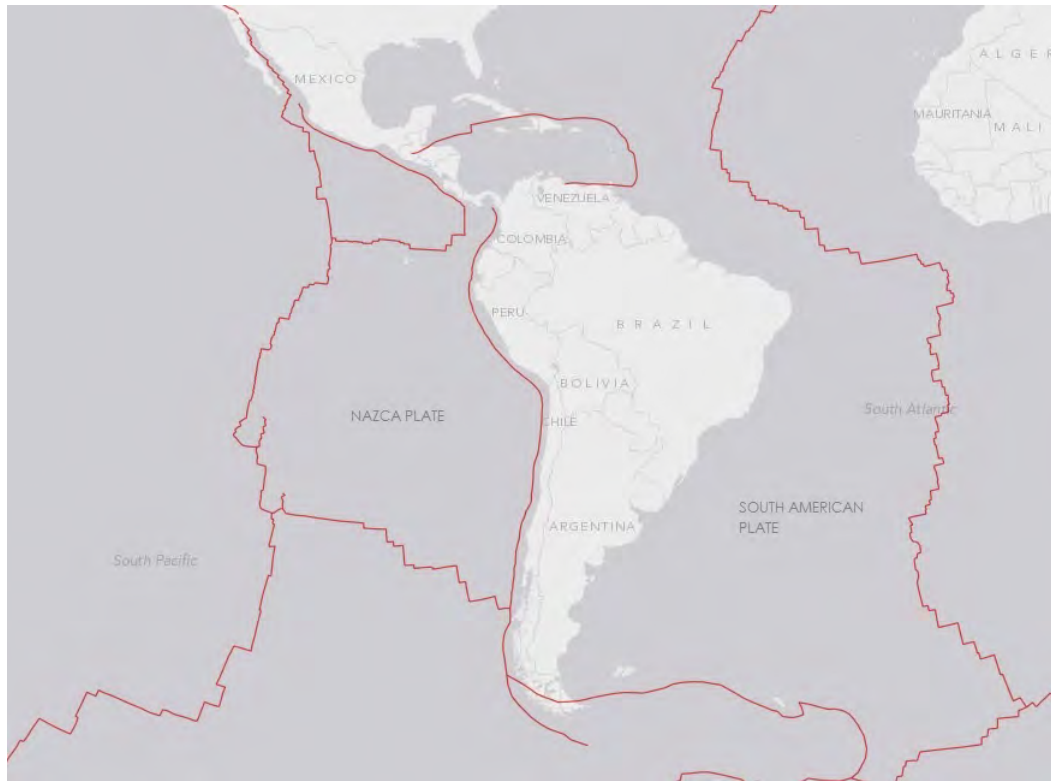 ALGER
MEXICO
MAURITANIA
MALI
VENEZUELA
COLOMBIA
PERU
BRAZIL
BOLIVIA
NAZCA PLATE
CHILE
South Atlantic
SOUTH AMERICAN
PLATE
ARGENTINA
South Pacific